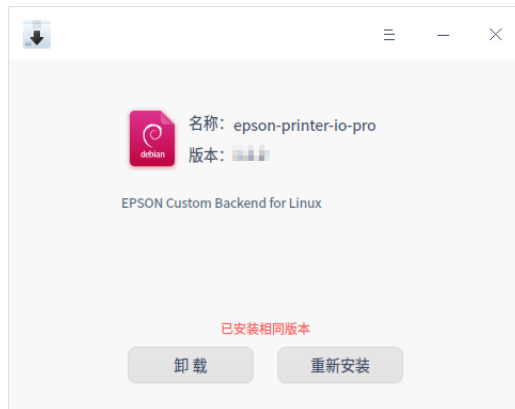 名称： epson-printer-io-pro
debian
版本：
EPSON Custom Backend for Linux
已安装相同版本
卸 载
重新安装